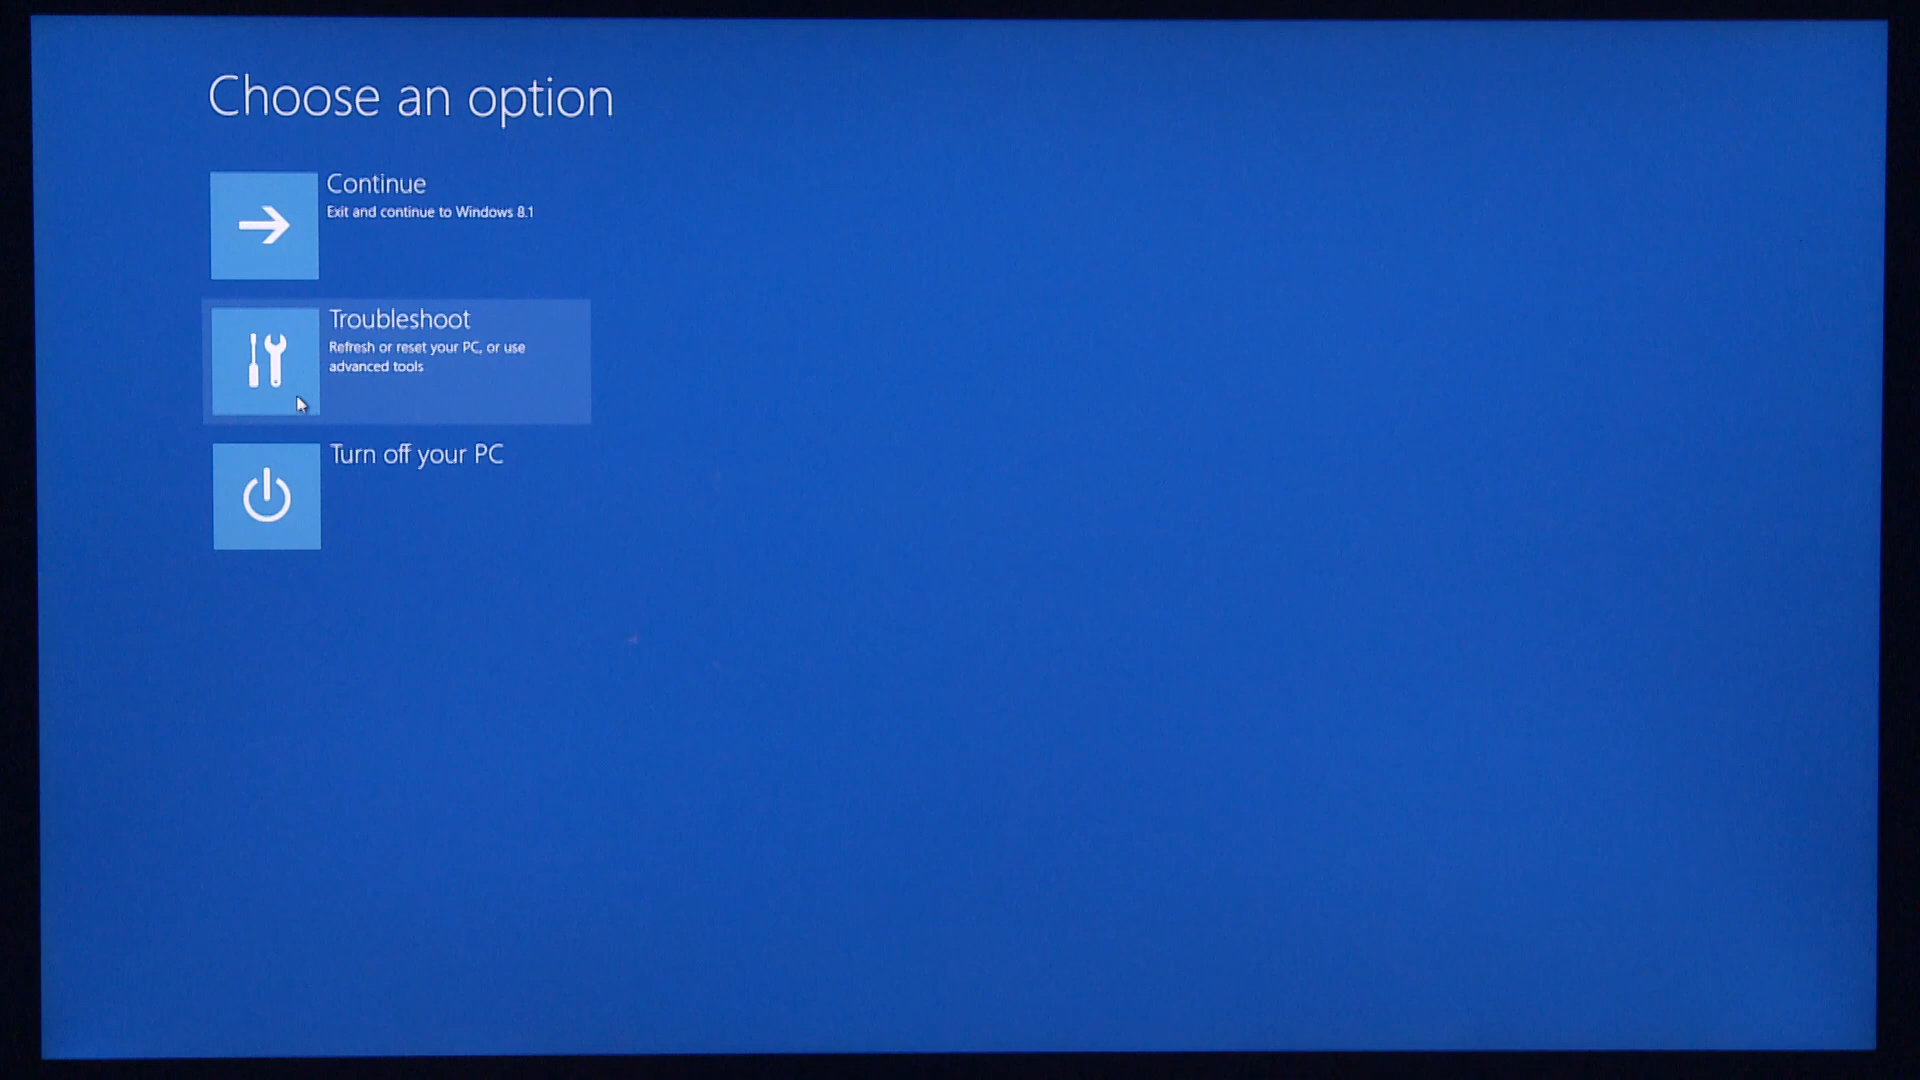 Choose an option
Continue
Exit and continue to Windows 8.1
Troubleshoot
Refresh or reset your PC, or use
advanced tools
Turn off your PC